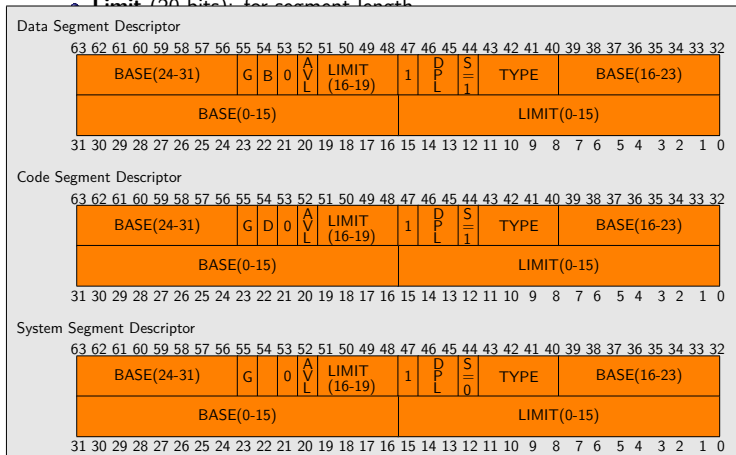 Limit (20 bits): for segment length
Data Segment Descriptor
63 62 61 60 59 58 57 56 55 54 53 52 51 50 49 48 47 46 45 44 43 42 41 40 39 38 37 36 35 34 33 32
BASE(24-31) G B 0 AVL LIMIT (16-19) 1 DPL S=1 TYPE BASE(16-23)
BASE(0-15) LIMIT(0-15)
31 30 29 28 27 26 25 24 23 22 21 20 19 18 17 16 15 14 13 12 11 10 9 8 7 6 5 4 3 2 1 0
Code Segment Descriptor
63 62 61 60 59 58 57 56 55 54 53 52 51 50 49 48 47 46 45 44 43 42 41 40 39 38 37 36 35 34 33 32
BASE(24-31) G D 0 AVL LIMIT (16-19) 1 DPL S=1 TYPE BASE(16-23)
BASE(0-15) LIMIT(0-15)
31 30 29 28 27 26 25 24 23 22 21 20 19 18 17 16 15 14 13 12 11 10 9 8 7 6 5 4 3 2 1 0
System Segment Descriptor
63 62 61 60 59 58 57 56 55 54 53 52 51 50 49 48 47 46 45 44 43 42 41 40 39 38 37 36 35 34 33 32
BASE(24-31) G 0 AVL LIMIT (16-19) 1 DPL S=0 TYPE BASE(16-23)
BASE(0-15) LIMIT(0-15)
31 30 29 28 27 26 25 24 23 22 21 20 19 18 17 16 15 14 13 12 11 10 9 8 7 6 5 4 3 2 1 0